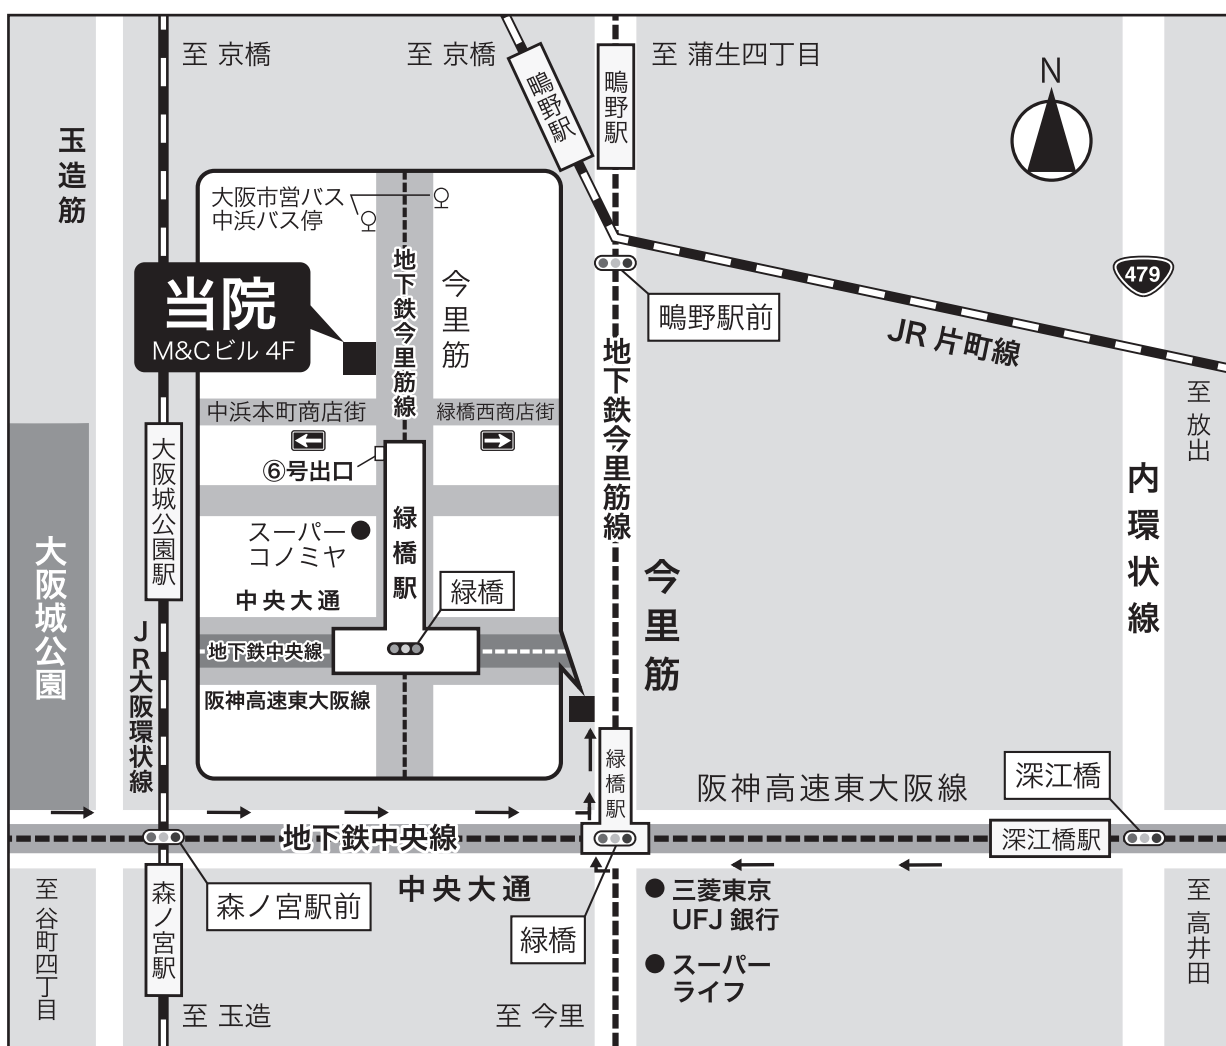 至 京橋
至 京橋
至 蒲生四丁目
鴫野駅
鴫野駅
N
玉造筋
大阪市営バス
中浜バス停
当院
M&Cビル 4F
地下鉄今里筋線
今里筋
鴫野駅前
479
JR 片町線
至 放出
地下鉄今里筋線
中浜本町商店街
緑橋西商店街
⑥号出口
大阪城公園駅
緑橋駅
スーパー
コノミヤ
中央大通
緑橋
地下鉄中央線
阪神高速東大阪線
大阪城公園
JR大阪環状線
今里筋
内環状線
緑橋駅
阪神高速東大阪線
深江橋
深江橋駅
地下鉄中央線
中央大通
森ノ宮駅前
森ノ宮駅
緑橋
三菱東京
UFJ 銀行
スーパー
ライフ
至 谷町四丁目
至 玉造
至 今里
至 高井田